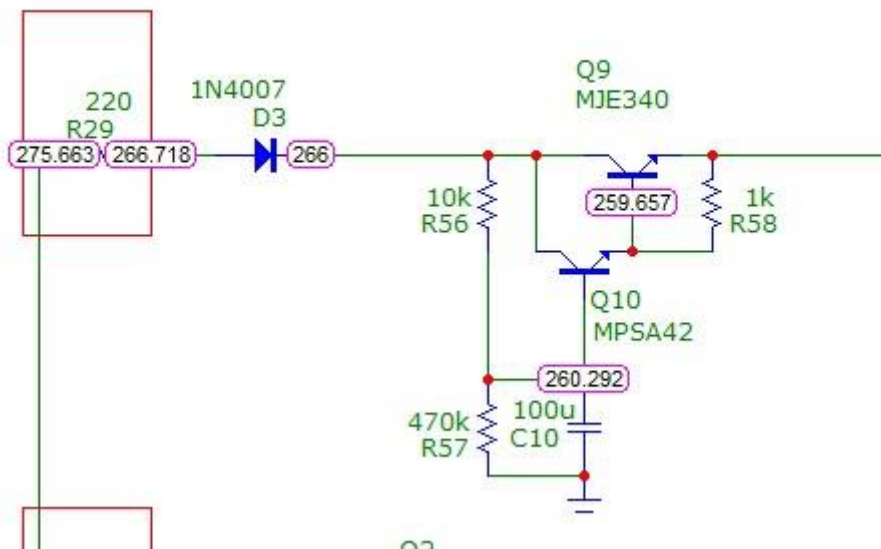 Q9
MJE340
1N4007
D3
220
R29
275.663
266.718
266
10k
R56
259.657
1k
R58
Q10
MPSA42
260.292
470k
R57
100u
C10